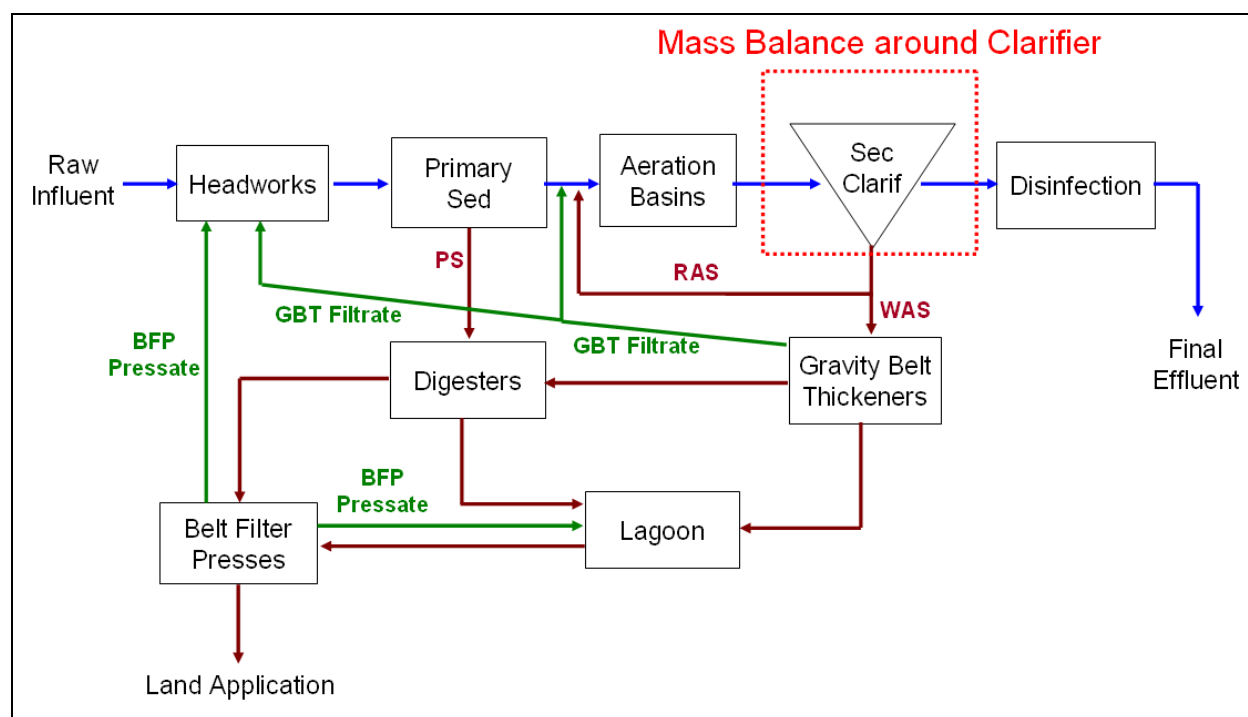 Mass Balance around Clarifier
Raw
Influent
Headworks
Primary
Sed
Aeration
Basins
Sec
Clarif
Disinfection
PS
RAS
WAS
GBT Filtrate
GBT Filtrate
BFP
Pressate
Digesters
Gravity Belt
Thickeners
Final
Effluent
BFP
Pressate
Belt Filter
Presses
Lagoon
Land Application